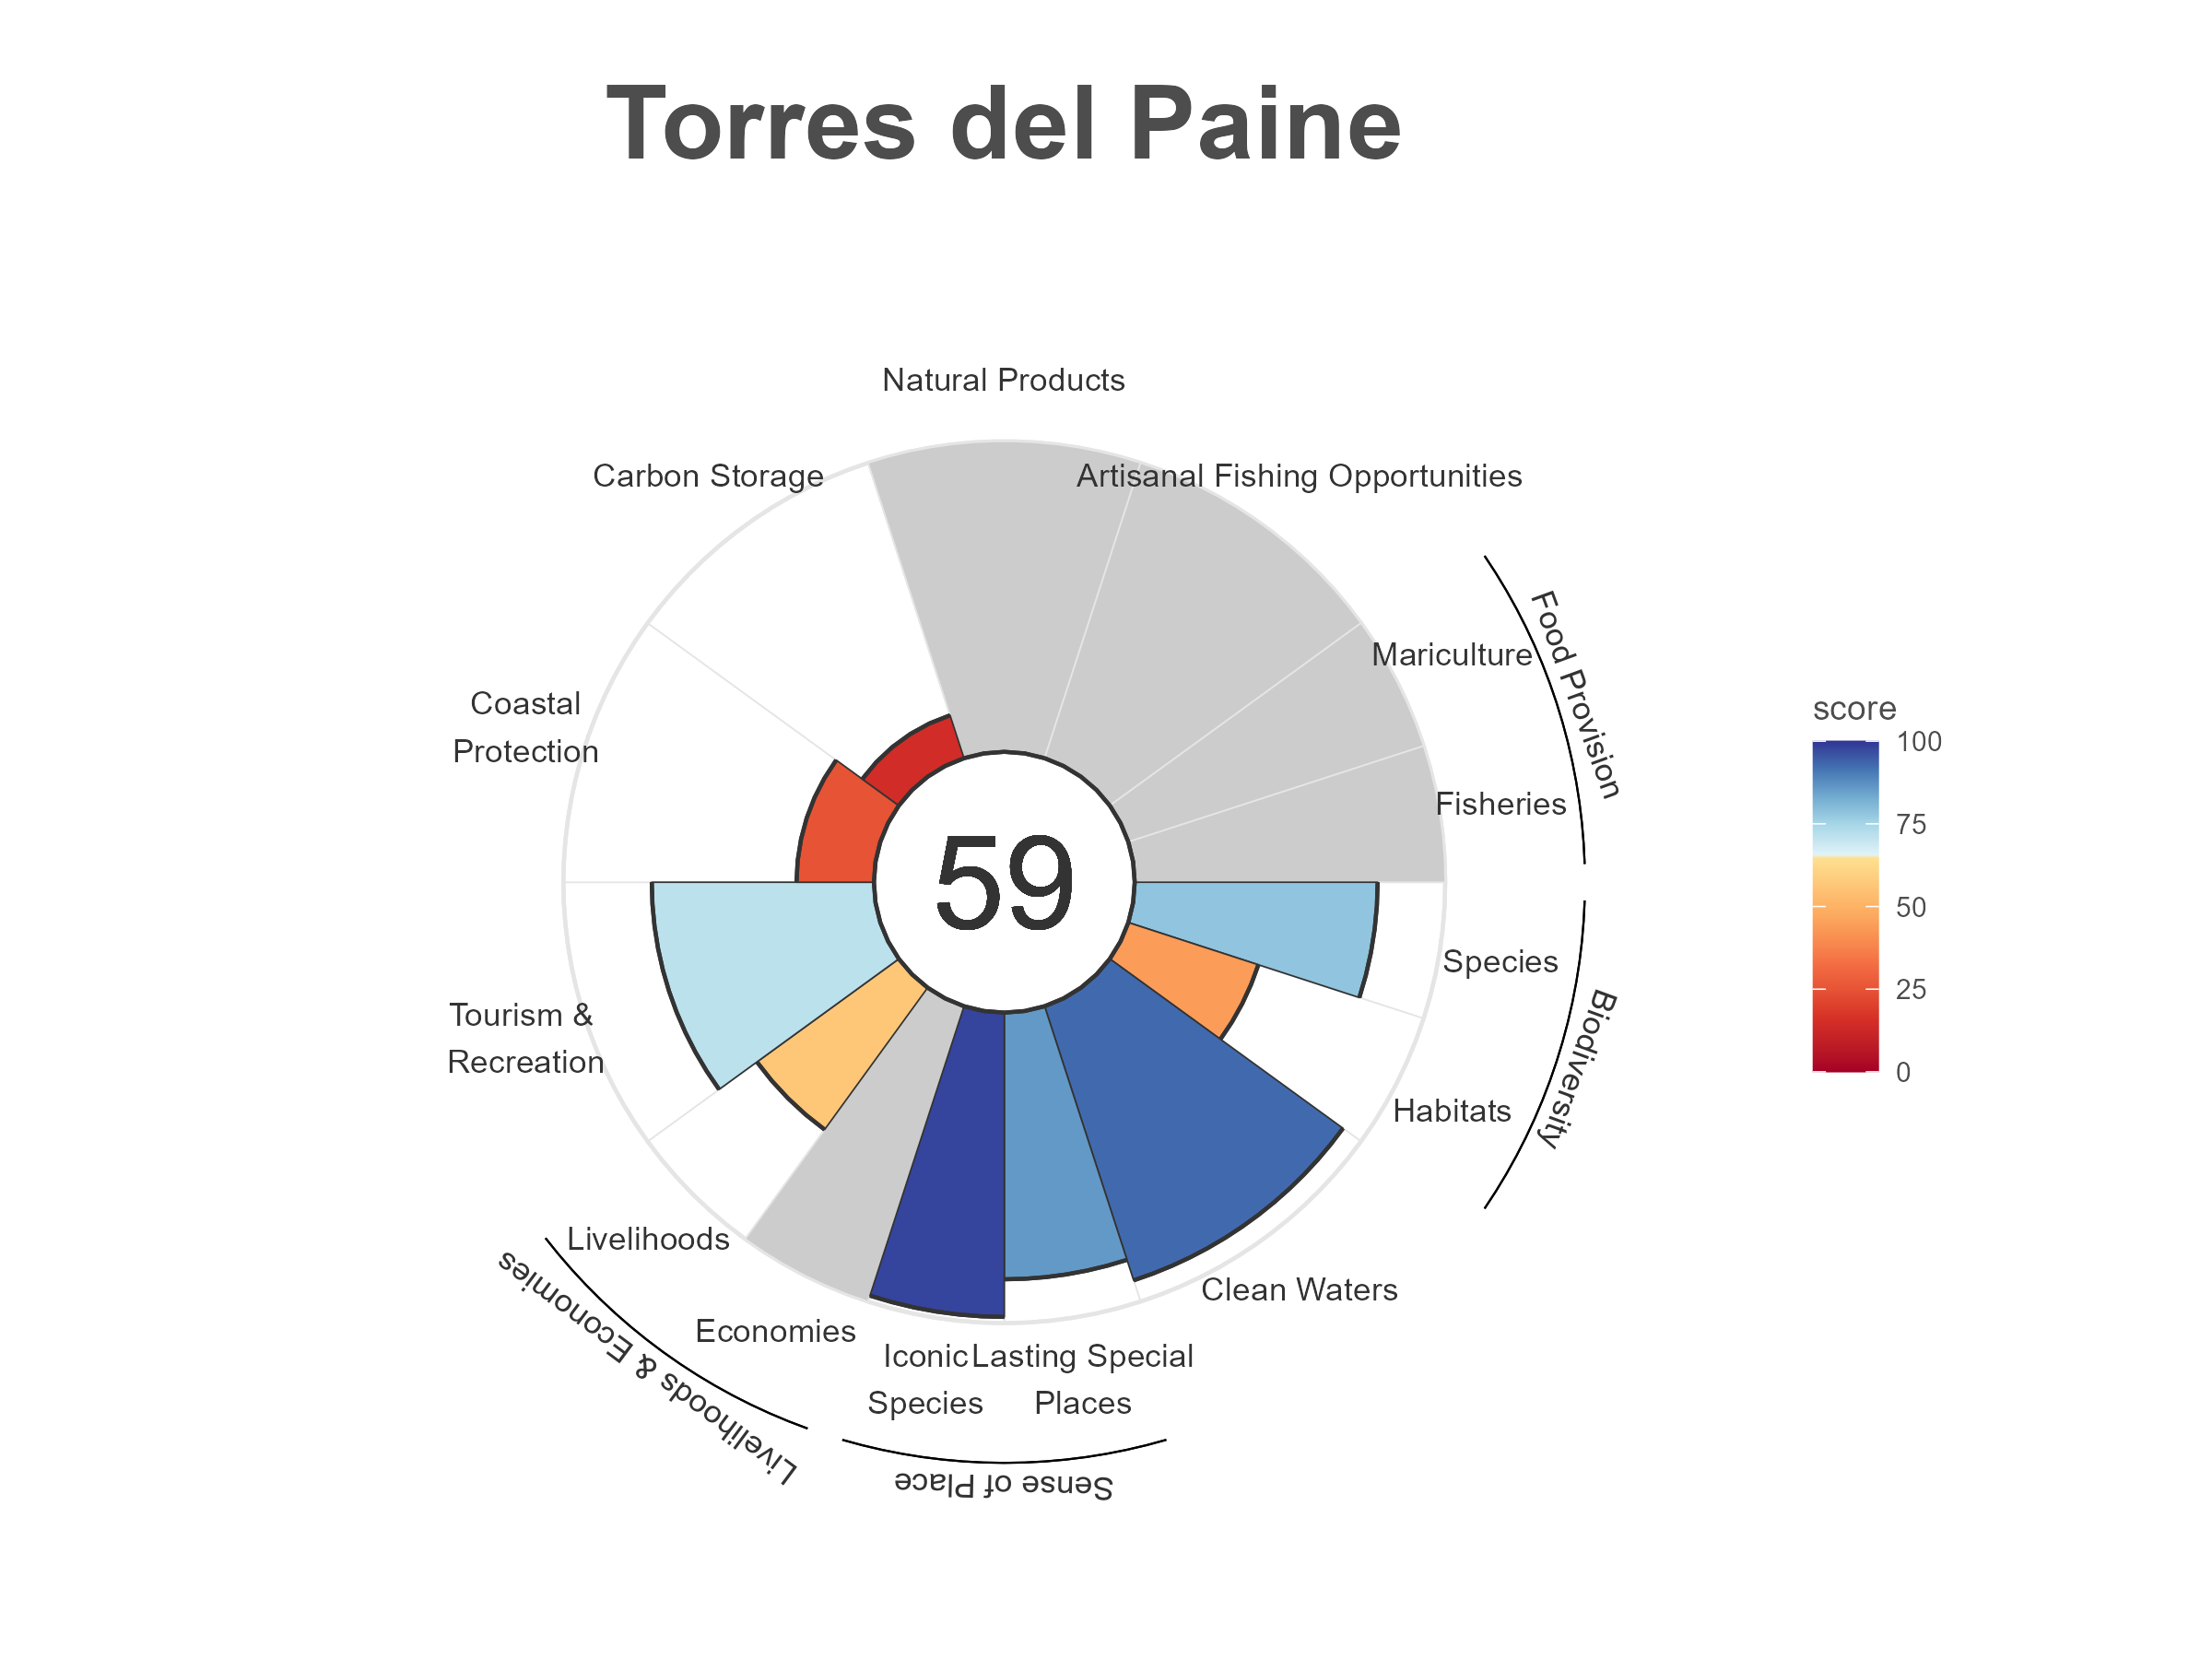 Torres del Paine
Natural Products
Carbon Storage
Artisanal Fishing Opportunities
Food Provision
Mariculture
Coastal
Protection
Fisheries
score
100
75
50
25
0
59
Species
Biodiversity
Tourism &
Recreation
Habitats
Livelihoods
Clean Waters
Economies
Livelihoods & Economies
Iconic
Species
Lasting Special
Places
Sense of Place